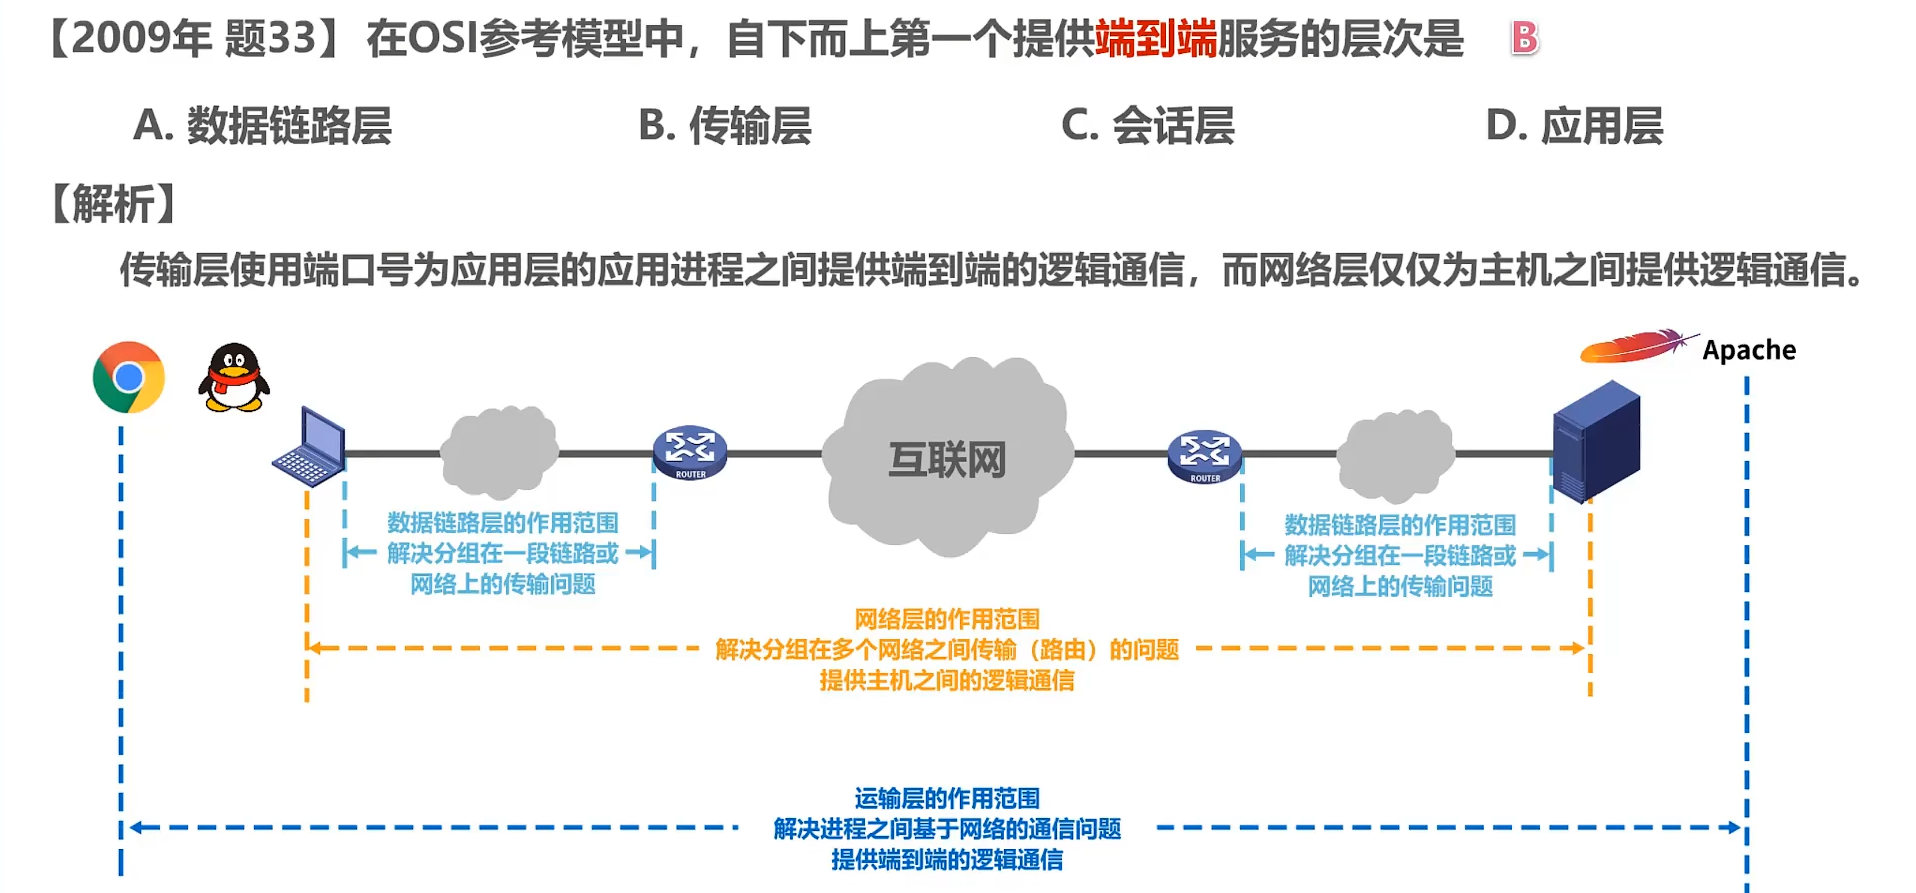 【2009年 题33】 在OSI参考模型中，自下而上第一个提供端到端服务的层次是 B
A. 数据链路层 B. 传输层 C. 会话层 D. 应用层
【解析】
传输层使用端口号为应用层的应用进程之间提供端到端的逻辑通信，而网络层仅仅为主机之间提供逻辑通信。
Apache
互联网
ROUTER
ROUTER
数据链路层的作用范围
解决分组在一段链路或
网络上的传输问题
数据链路层的作用范围
解决分组在一段链路或
网络上的传输问题
网络层的作用范围
解决分组在多个网络之间传输（路由）的问题
提供主机之间的逻辑通信
运输层的作用范围
解决进程之间基于网络的通信问题
提供端到端的逻辑通信